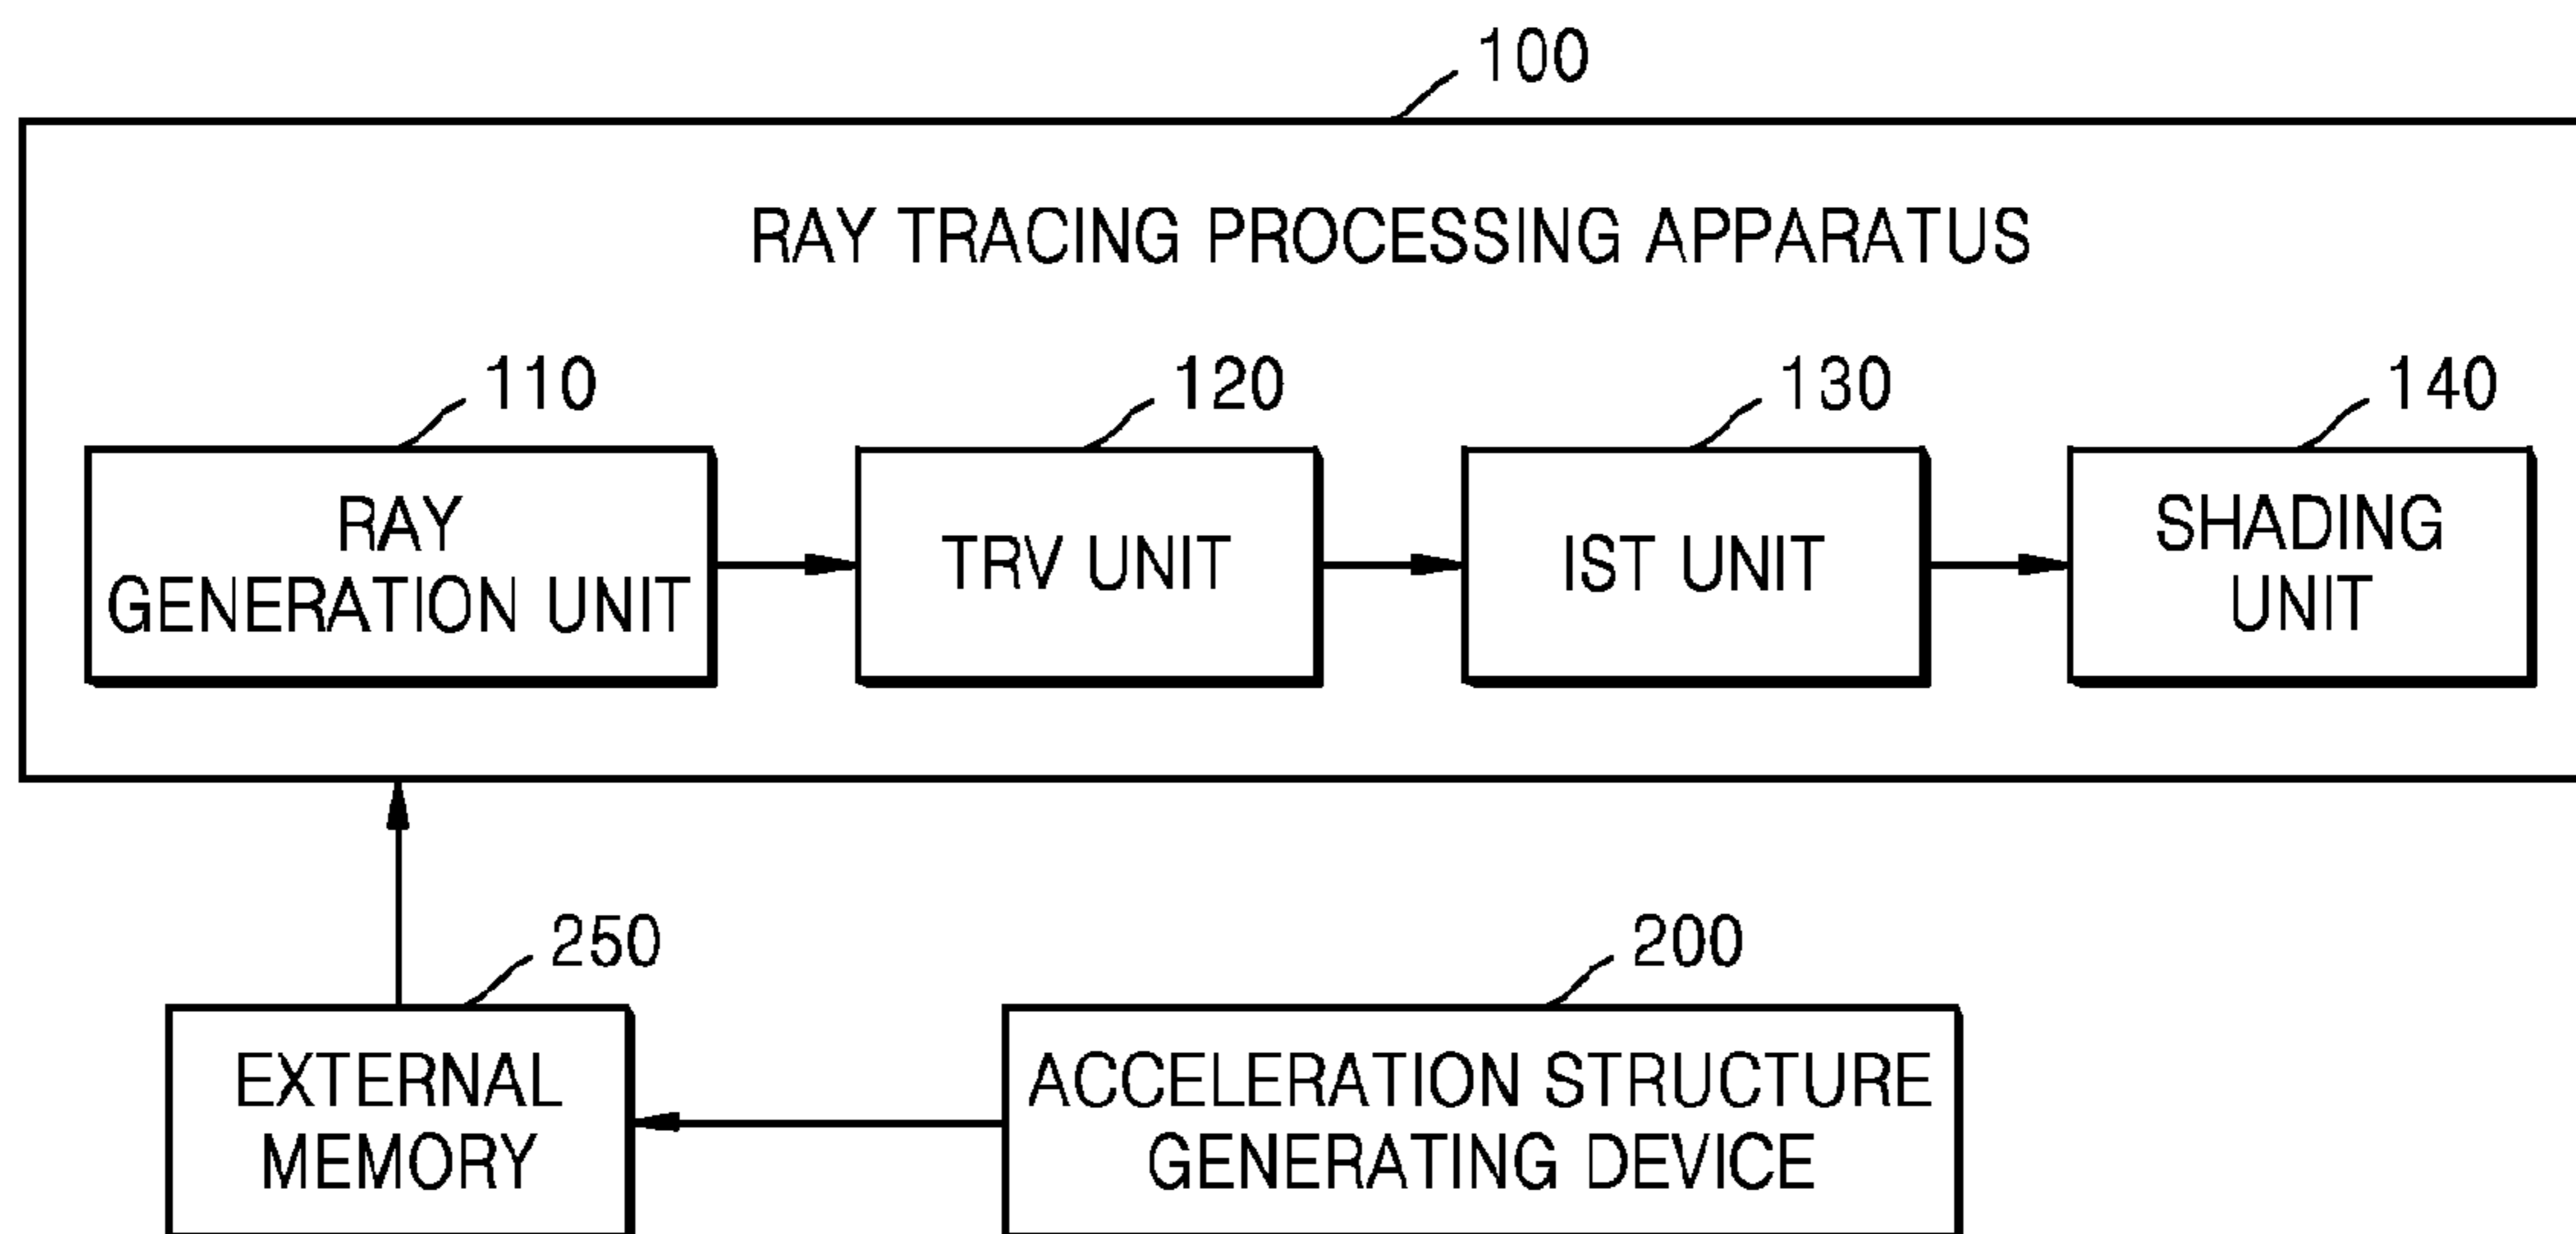 100
RAY TRACING PROCESSING APPARATUS
110
120
130
140
RAY
GENERATION UNIT
TRV UNIT
IST UNIT
SHADING
UNIT
250
200
EXTERNAL
MEMORY
ACCELERATION STRUCTURE
GENERATING DEVICE